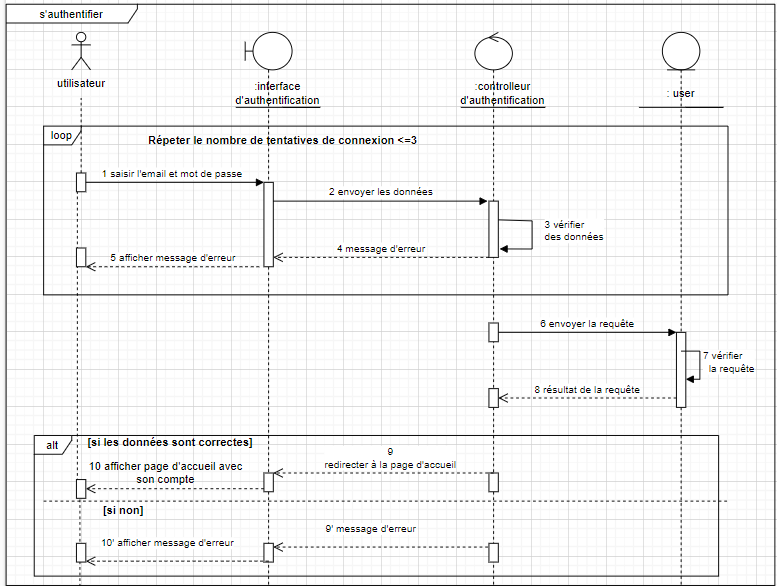 s'authentifier
utilisateur
:interface
d'authentification
:controlleur
d'authentification
: user
loop
Répeter le nombre de tentatives de connexion <=3
1 saisir l'email et mot de passe
2 envoyer les données
3 vérifier
des données
4 message d'erreur
5 afficher message d'erreur
6 envoyer la requête
7 vérifier
la requête
8 résultat de la requête
alt
[si les données sont correctes]
9
redirecter à la page d'accueil
10 afficher page d'accueil avec
son compte
[si non]
9' message d'erreur
10' afficher message d'erreur